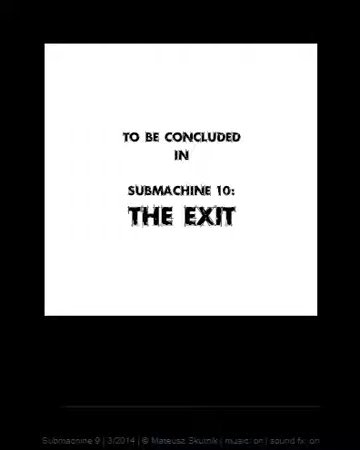 TO BE CONCLUDED
IN
SUBMACHINE 10:
THE EXIT
Submachine 9 | 3/2014 | © Mateusz Skutnik | music: on | sound fx: on